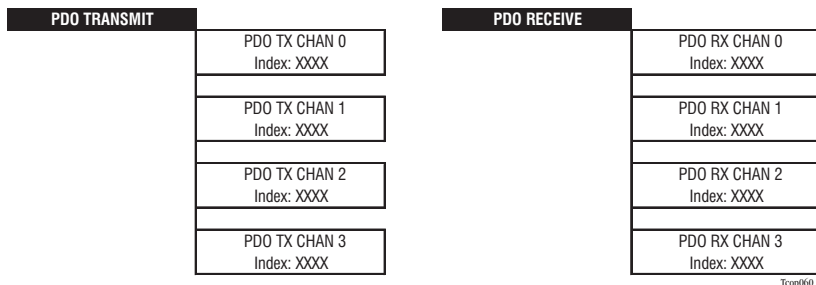 PDO TRANSMIT
PDO TX CHAN 0
Index: XXXX
PDO TX CHAN 1
Index: XXXX
PDO TX CHAN 2
Index: XXXX
PDO TX CHAN 3
Index: XXXX
PDO RECEIVE
PDO RX CHAN 0
Index: XXXX
PDO RX CHAN 1
Index: XXXX
PDO RX CHAN 2
Index: XXXX
PDO RX CHAN 3
Index: XXXX
Tcop060